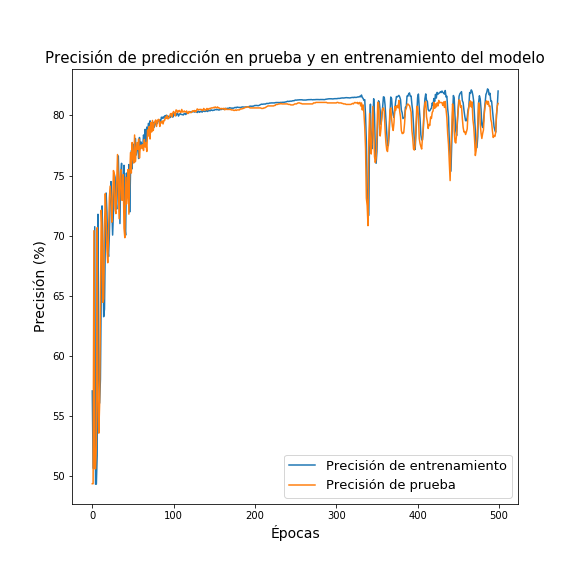 Precisión de predicción en prueba y en entrenamiento del modelo
80
75
70
65
60
55
50
Precisión (%)
0 100 200 300 400 500
Épocas
Precisión de entrenamiento
Precisión de prueba